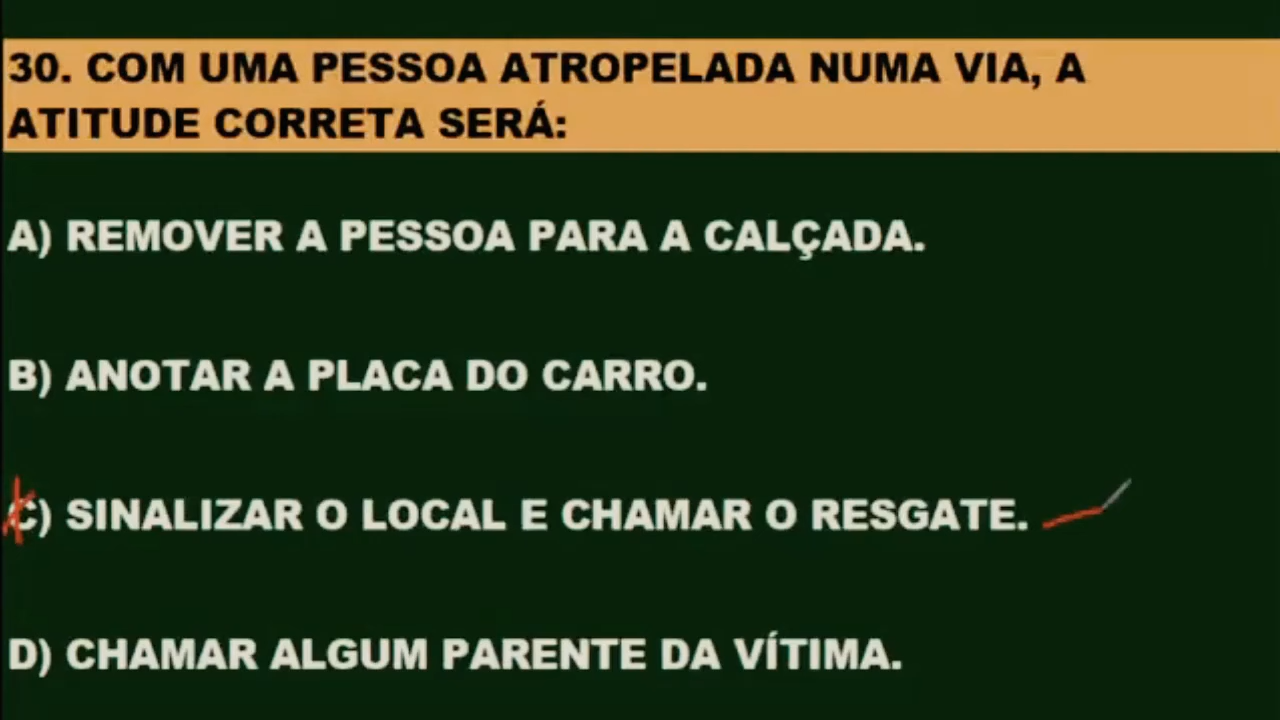 30. COM UMA PESSOA ATROPELADA NUMA VIA, A
ATITUDE CORRETA SERÁ:
A) REMOVER A PESSOA PARA A CALÇADA.
B) ANOTAR A PLACA DO CARRO.
C) SINALIZAR O LOCAL E CHAMAR O RESGATE.
D) CHAMAR ALGUM PARENTE DA VÍTIMA.